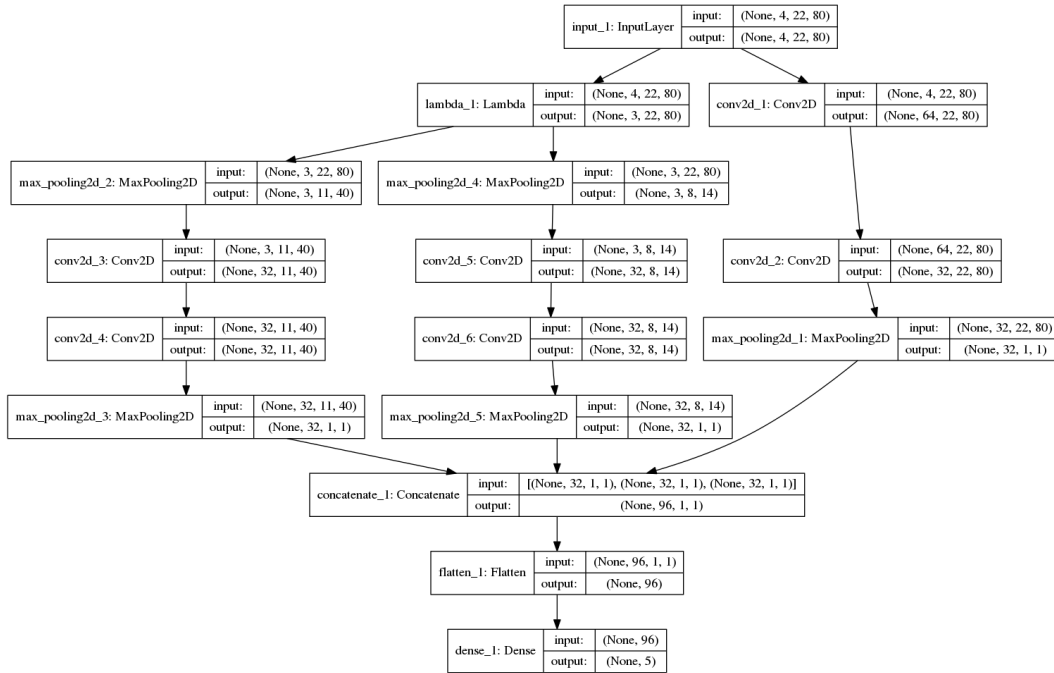 input_1: InputLayer
input: (None, 4, 22, 80)
output: (None, 4, 22, 80)
lambda_1: Lambda
input: (None, 4, 22, 80)
output: (None, 3, 22, 80)
conv2d_1: Conv2D
input: (None, 4, 22, 80)
output: (None, 64, 22, 80)
max_pooling2d_2: MaxPooling2D
input: (None, 3, 22, 80)
output: (None, 3, 11, 40)
max_pooling2d_4: MaxPooling2D
input: (None, 3, 22, 80)
output: (None, 3, 8, 14)
conv2d_3: Conv2D
input: (None, 3, 11, 40)
output: (None, 32, 11, 40)
conv2d_5: Conv2D
input: (None, 3, 8, 14)
output: (None, 32, 8, 14)
conv2d_2: Conv2D
input: (None, 64, 22, 80)
output: (None, 32, 22, 80)
conv2d_4: Conv2D
input: (None, 32, 11, 40)
output: (None, 32, 11, 40)
conv2d_6: Conv2D
input: (None, 32, 8, 14)
output: (None, 32, 8, 14)
max_pooling2d_1: MaxPooling2D
input: (None, 32, 22, 80)
output: (None, 32, 1, 1)
max_pooling2d_3: MaxPooling2D
input: (None, 32, 11, 40)
output: (None, 32, 1, 1)
max_pooling2d_5: MaxPooling2D
input: (None, 32, 8, 14)
output: (None, 32, 1, 1)
concatenate_1: Concatenate
input: [(None, 32, 1, 1), (None, 32, 1, 1), (None, 32, 1, 1)]
output: (None, 96, 1, 1)
flatten_1: Flatten
input: (None, 96, 1, 1)
output: (None, 96)
dense_1: Dense
input: (None, 96)
output: (None, 5)